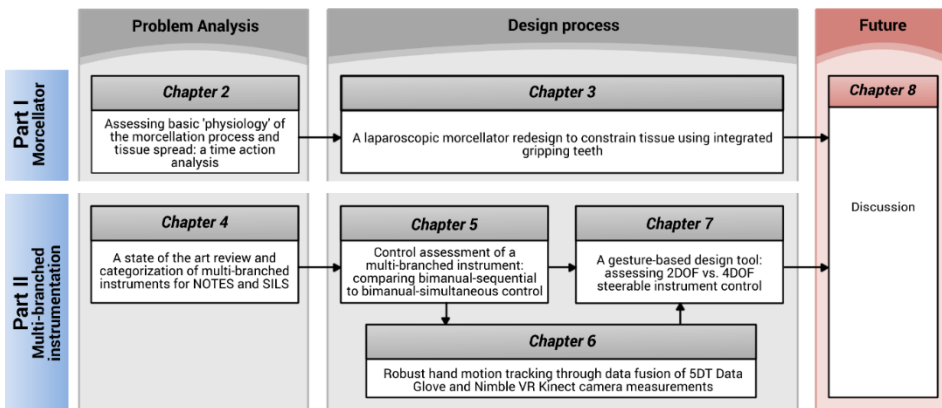 Problem Analysis
Design process
Future
Part I
Morcellator
Chapter 2
Assessing basic 'physiology' of
the morcellation process and
tissue spread: a time action
analysis
Chapter 3
A laparoscopic morcellator redesign to constrain tissue using integrated
gripping teeth
Chapter 8
Discussion
Part II
Multi-branched
instrumentation
Chapter 4
A state of the art review and
categorization of multi-branched
instruments for NOTES and SILS
Chapter 5
Control assessment of a
multi-branched instrument:
comparing bimanual-sequential
to bimanual-simultaneous control
Chapter 7
A gesture-based design tool:
assessing 2DOF vs. 4DOF
steerable instrument control
Chapter 6
Robust hand motion tracking through data fusion of 5DT Data
Glove and Nimble VR Kinect camera measurements